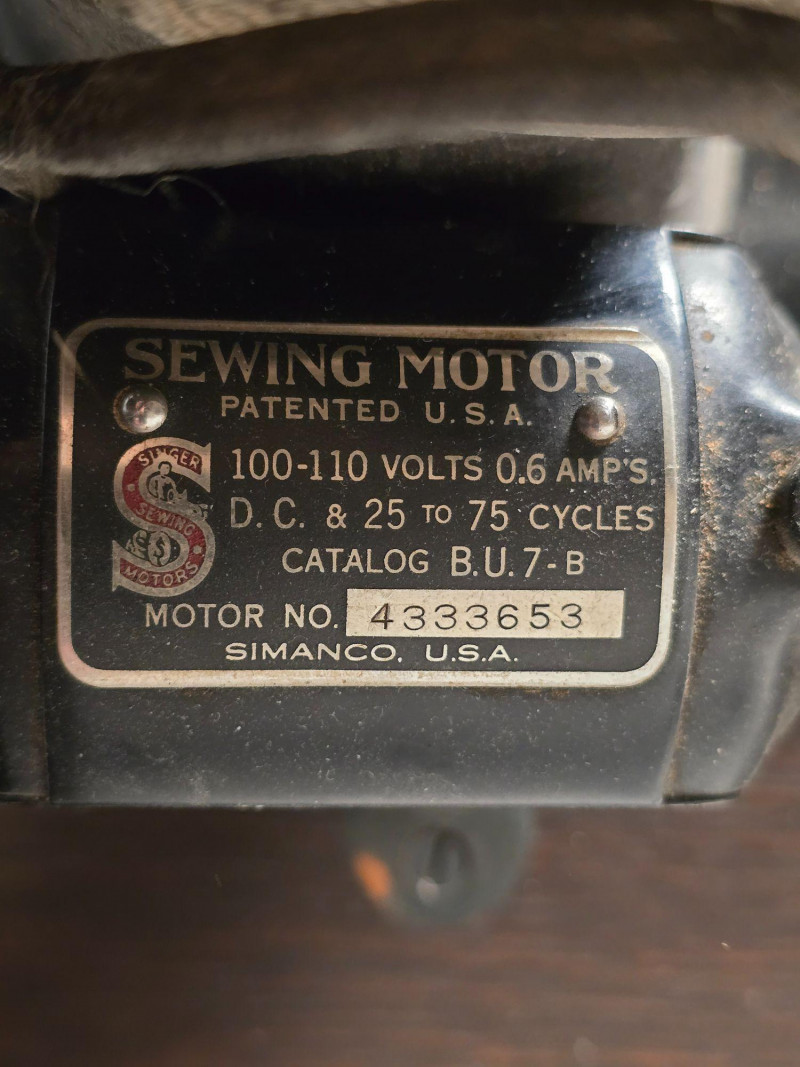 SEWING MOTOR
PATENTED U.S.A.
SINGER
SEWING
MOTORS
100-110 VOLTS 0.6 AMP'S.
D.C. & 25 TO 75 CYCLES
CATALOG B.U.7-B
MOTOR NO. 4333653
SIMANCO. U.S.A.